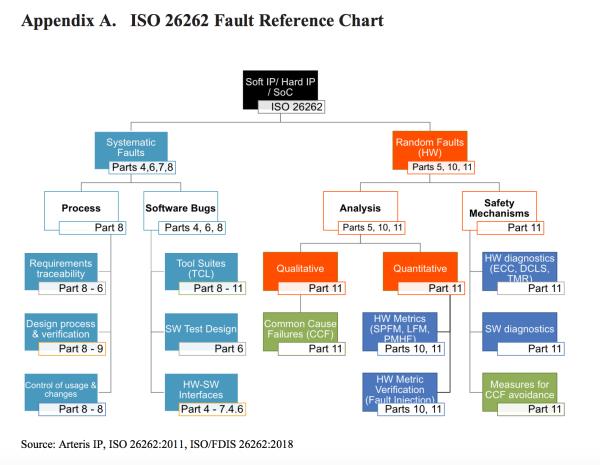 Appendix A. ISO 26262 Fault Reference Chart
Soft IP/ Hard IP
/ SoC
ISO 26262
Systematic
Faults
Parts 4,6,7,8
Random Faults
(HW)
Parts 5, 10, 11
Process
Part 8
Software Bugs
Parts 4, 6, 8
Analysis
Parts 5, 10, 11
Safety
Mechanisms
Part 11
Requirements
traceability
Part 8 - 6
Tool Suites
(TCL)
Part 8 - 11
Qualitative
Part 11
Quantitative
Part 11
HW diagnostics
(ECC, DCLS,
TMR)
Part 11
Design process
& verification
Part 8 - 9
SW Test Design
Part 6
Common Cause
Failures (CCF)
Part 11
HW Metrics
(SPFM, LFM,
PMHF)
Parts 10, 11
SW diagnostics
Part 11
Control of usage &
changes
Part 8 - 8
HW-SW
Interfaces
Part 4 - 7.4.6
HW Metric
Verification
(Fault Injection)
Parts 10, 11
Measures for
CCF avoidance
Part 11
Source: Arteris IP, ISO 26262:2011, ISO/FDIS 26262:2018